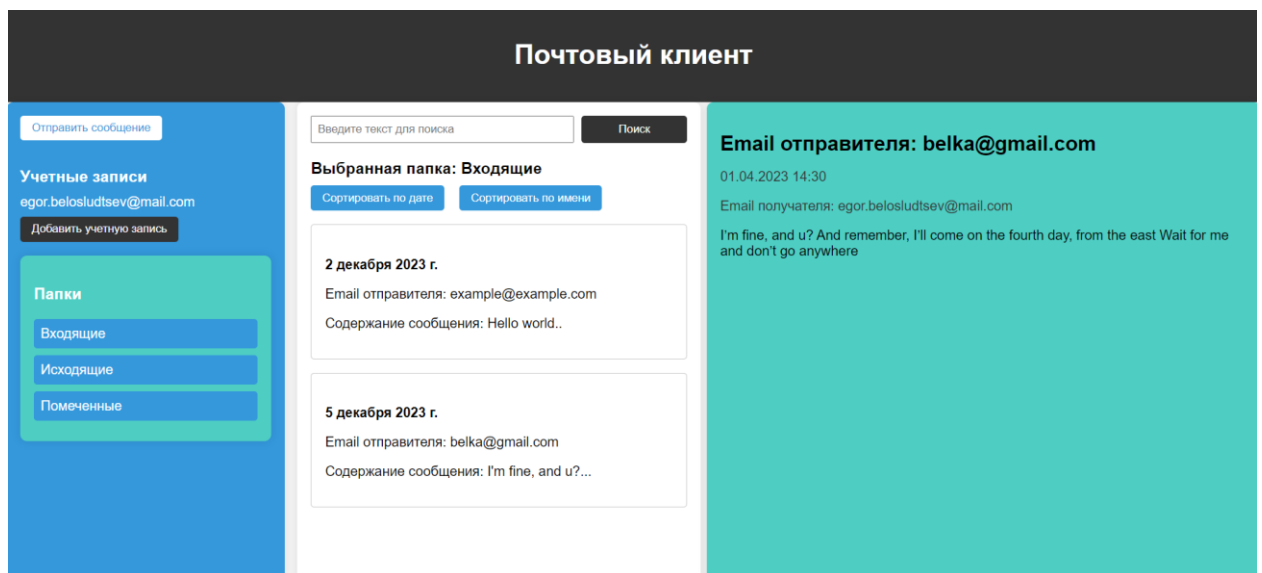 Почтовый клиент
Отправить сообщение
Учетные записи
egor.belosludtsev@mail.com
Добавить учетную запись
Папки
Входящие
Исходящие
Помеченные
Введите текст для поиска
Поиск
Выбранная папка: Входящие
Сортировать по дате
Сортировать по имени
2 декабря 2023 г.
Email отправителя: example@example.com
Содержание сообщения: Hello world..
5 декабря 2023 г.
Email отправителя: belka@gmail.com
Содержание сообщения: I'm fine, and u?...
Email отправителя: belka@gmail.com
01.04.2023 14:30
Email получателя: egor.belosludtsev@mail.com
I'm fine, and u? And remember, I'll come on the fourth day, from the east Wait for me
and don't go anywhere